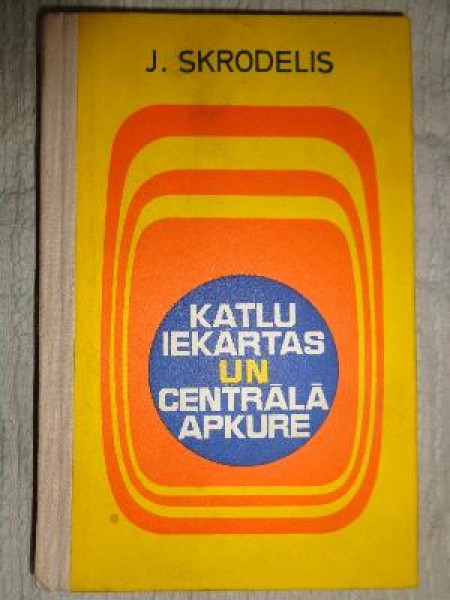 J. SKRODELIS
KATLU
IEKĀRTAS
UN
CENTRĀLĀ
APKURE